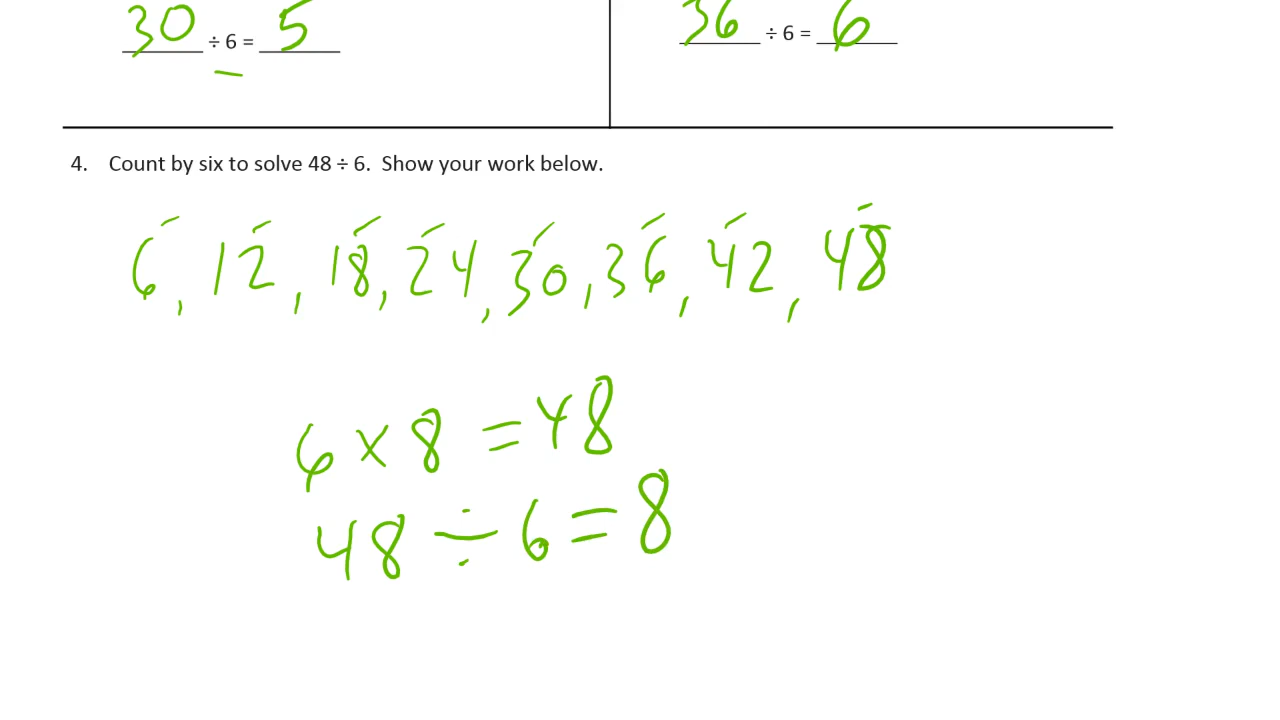 30 ÷ 6 = 5
36 ÷ 6 = 6
4. Count by six to solve 48 ÷ 6. Show your work below.
6, 12, 18, 24, 30, 36, 42, 48
6 × 8 = 48
48 ÷ 6 = 8